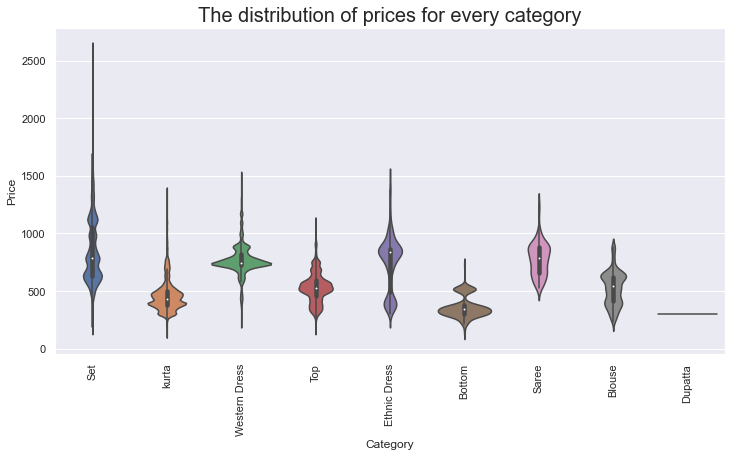 The distribution of prices for every category
2500
2000
1500
1000
500
0
Price
Set
kurta
Western Dress
Top
Ethnic Dress
Bottom
Saree
Blouse
Dupatta
Category